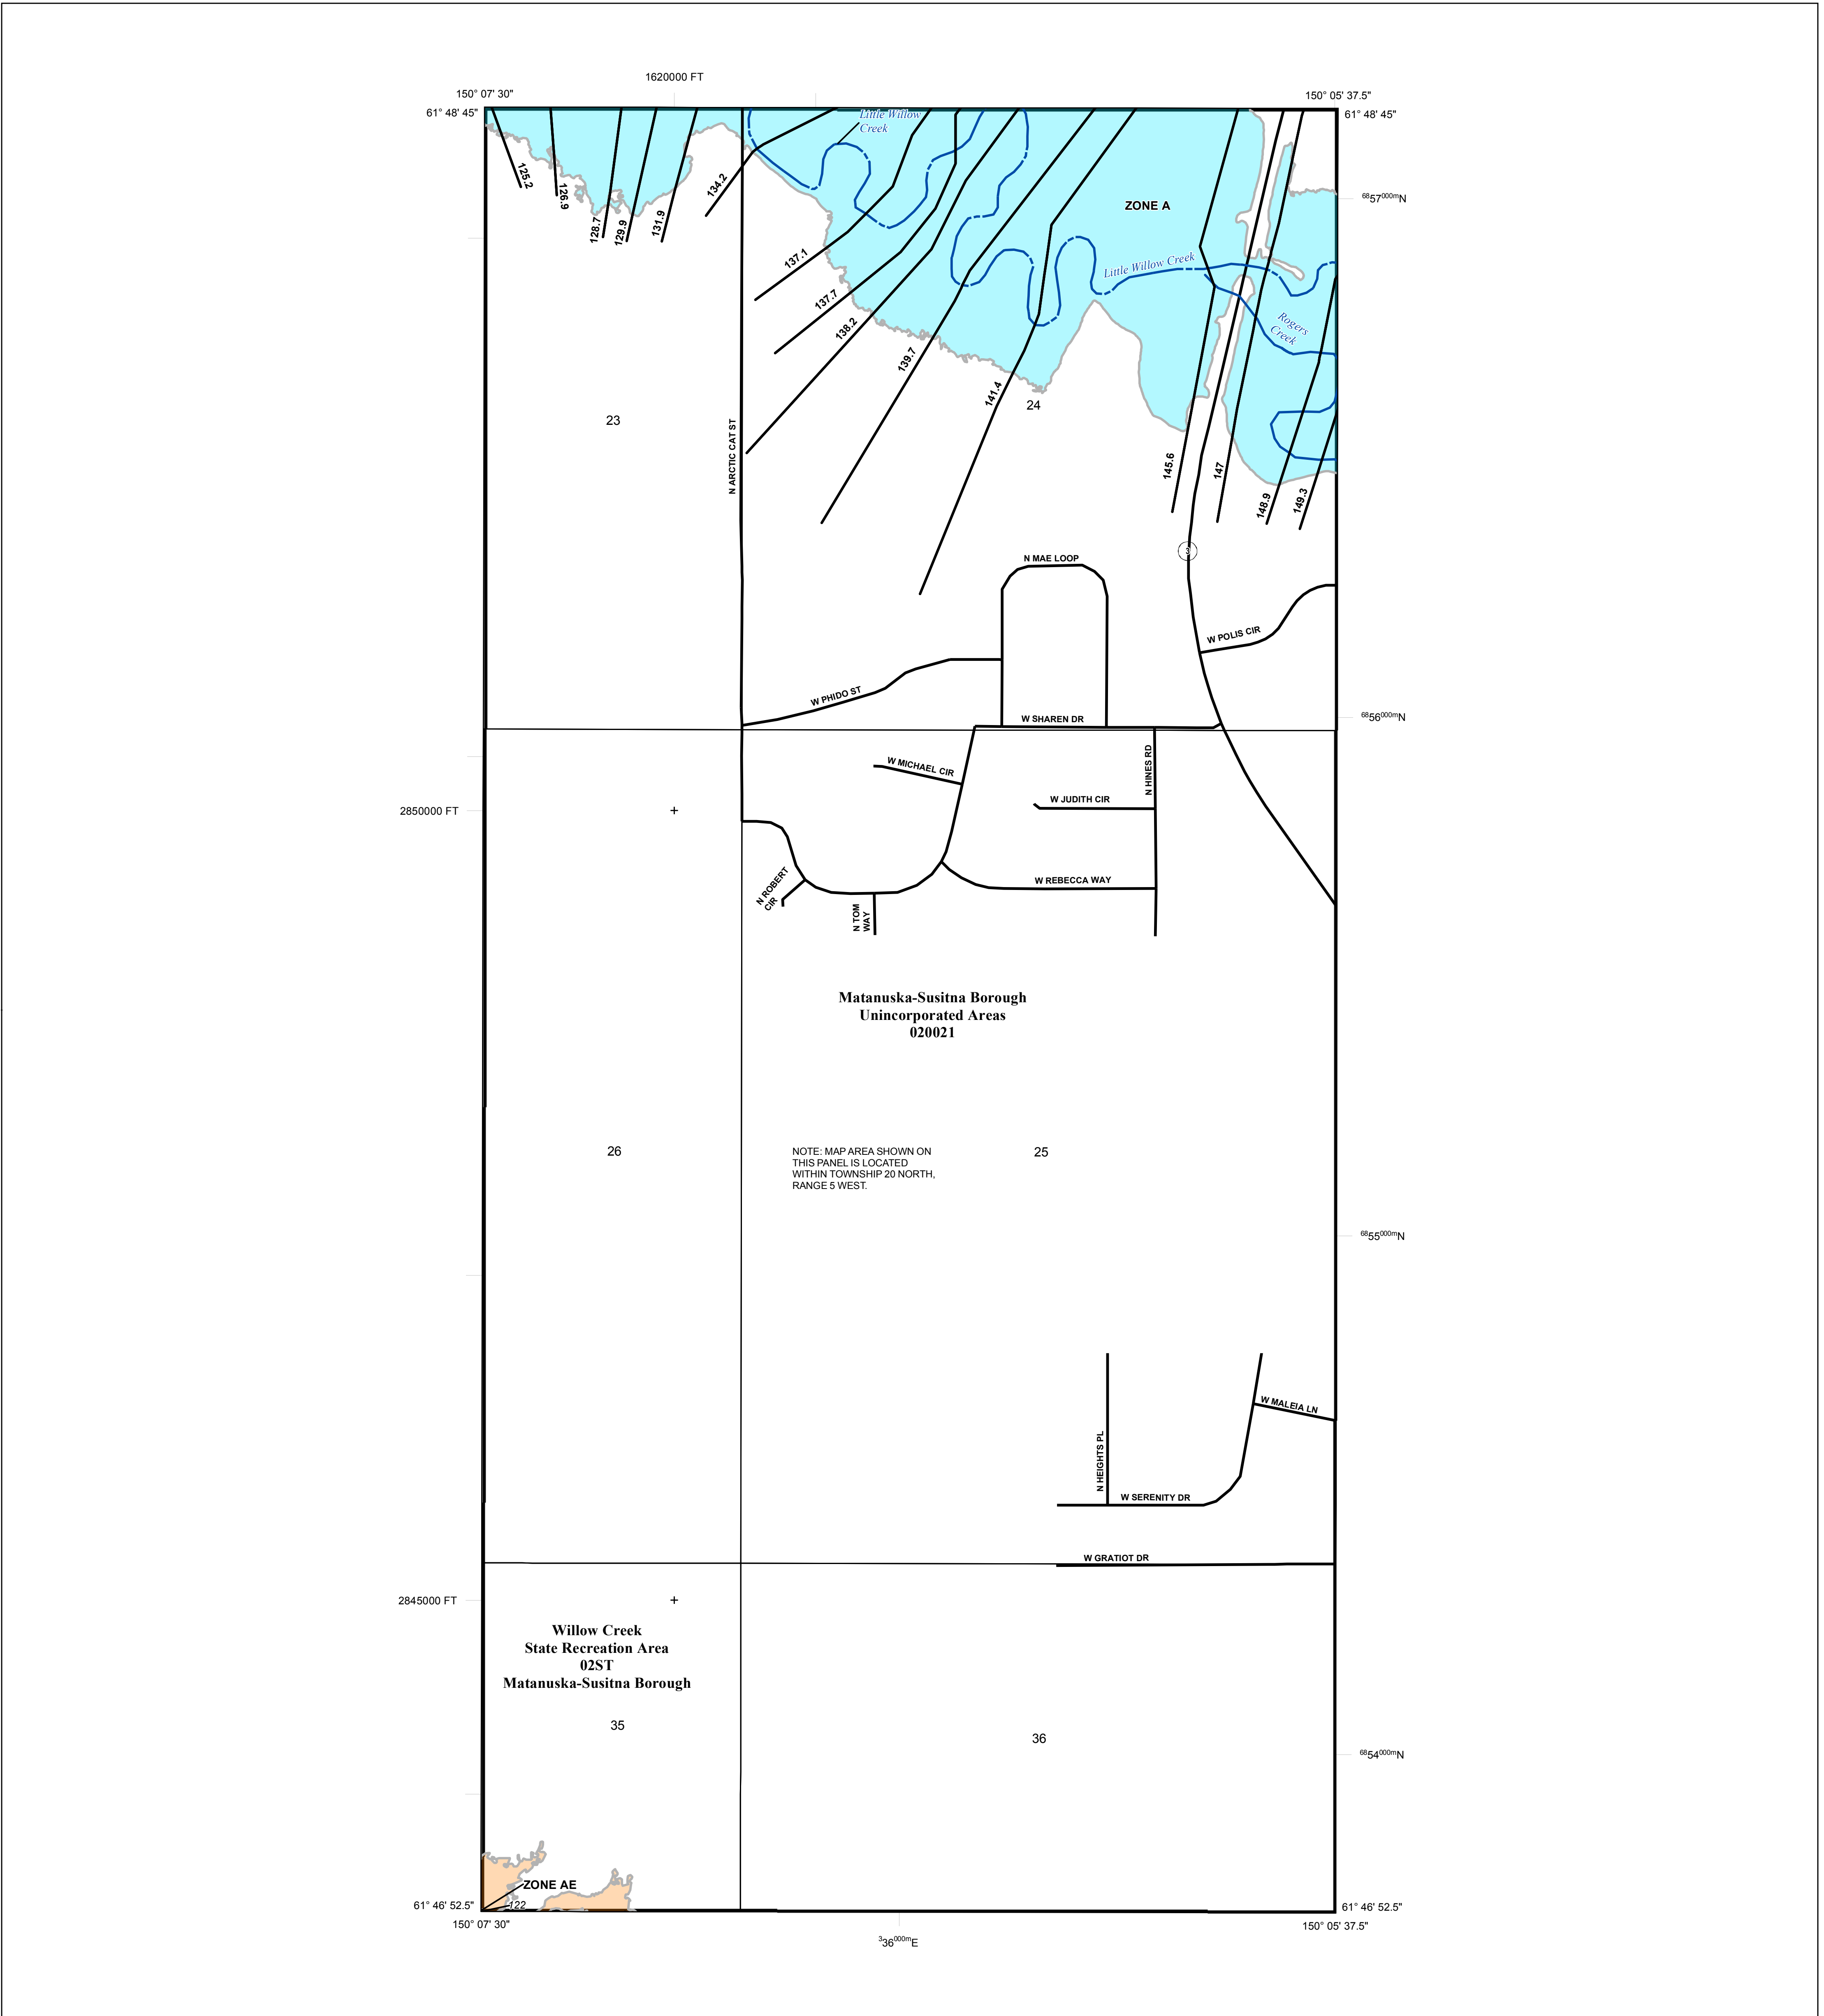 1620000 FT
150° 07' 30"
150° 05' 37.5"
61° 48' 45"
61° 48' 45"
Little Willow
Creek
125.2
126.9
128.7
129.9
131.9
134.2
ZONE A
6857000mN
137.1
137.7
138.2
139.7
141.4
Little Willow Creek
Rogers
Creek
23
24
N ARCTIC CAT ST
145.6
147
148.9
149.3
3
N MAE LOOP
W POLIS CIR
W PHIDO ST
W SHAREN DR
6856000mN
W MICHAEL CIR
N HINES RD
W JUDITH CIR
2850000 FT
W REBECCA WAY
N ROBERT
CIR
N TOM
WAY
Matanuska-Susitna Borough
Unincorporated Areas
020021
26
25
NOTE: MAP AREA SHOWN ON
THIS PANEL IS LOCATED
WITHIN TOWNSHIP 20 NORTH,
RANGE 5 WEST.
6855000mN
W MALEIA LN
N HEIGHTS PL
W SERENITY DR
W GRATIOT DR
2845000 FT
Willow Creek
State Recreation Area
02ST
Matanuska-Susitna Borough
35
36
6854000mN
ZONE AE
122
61° 46' 52.5"
61° 46' 52.5"
150° 07' 30"
150° 05' 37.5"
336000mE